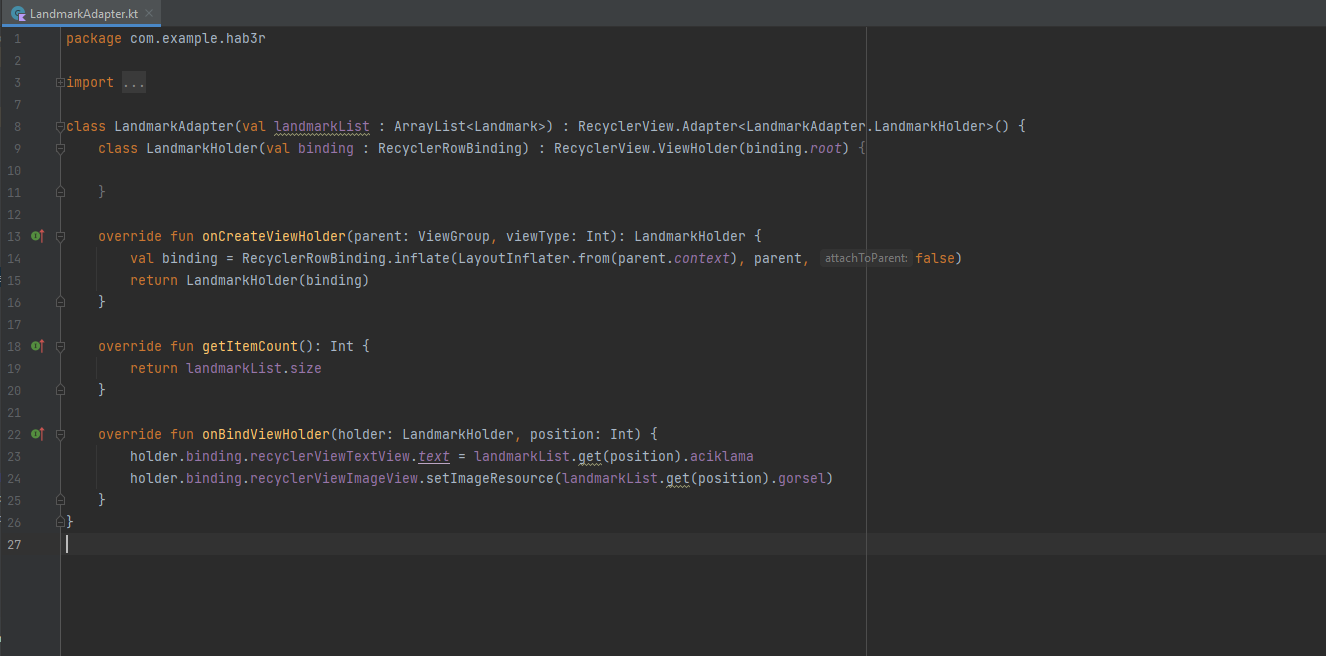 LandmarkAdapter.kt
1 package com.example.hab3r
2
3 import ...
7
8 class LandmarkAdapter(val landmarkList : ArrayList<Landmark>) : RecyclerView.Adapter<LandmarkAdapter.LandmarkHolder>() {
9 class LandmarkHolder(val binding : RecyclerRowBinding) : RecyclerView.ViewHolder(binding.root) {
10
11 }
12
13 override fun onCreateViewHolder(parent: ViewGroup, viewType: Int): LandmarkHolder {
14 val binding = RecyclerRowBinding.inflate(LayoutInflater.from(parent.context), parent, attachToParent: false)
15 return LandmarkHolder(binding)
16 }
17
18 override fun getItemCount(): Int {
19 return landmarkList.size
20 }
21
22 override fun onBindViewHolder(holder: LandmarkHolder, position: Int) {
23 holder.binding.recyclerViewTextView.text = landmarkList.get(position).aciklama
24 holder.binding.recyclerViewImageView.setImageResource(landmarkList.get(position).gorsel)
25 }
26 }
27